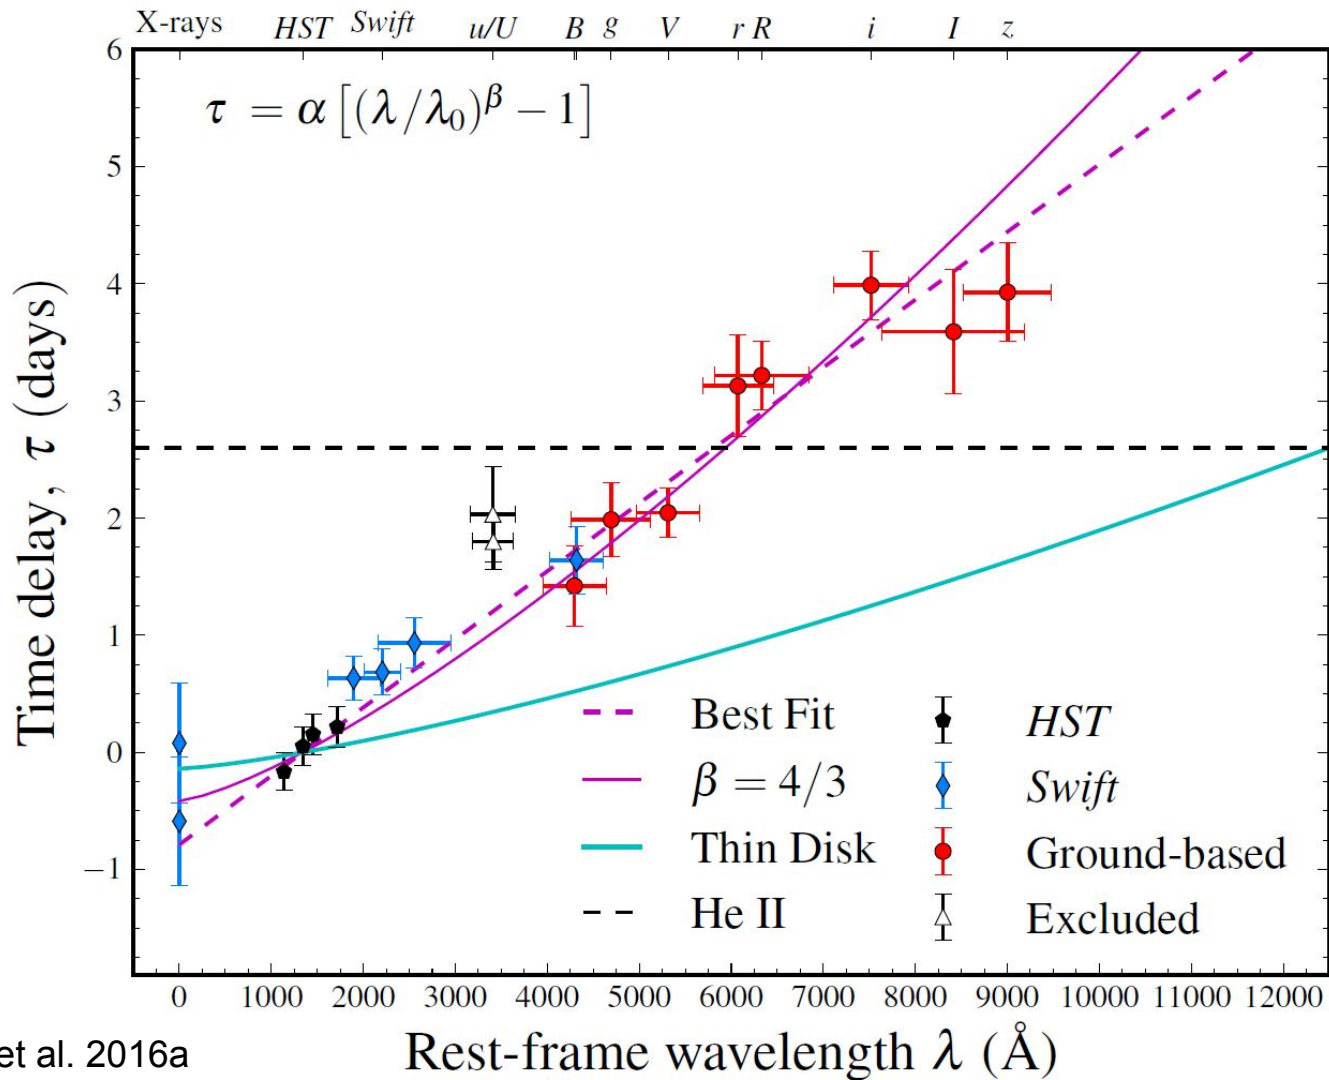 X-rays HST Swift u/U B g V r R i I z
τ = α [(λ/λ₀)^β − 1]
6
5
4
3
2
1
0
−1
Time delay, τ (days)
Best Fit
β = 4/3
Thin Disk
He II
HST
Swift
Ground-based
Excluded
0 1000 2000 3000 4000 5000 6000 7000 8000 9000 10000 11000 12000
Rest-frame wavelength λ (Å)
et al. 2016a